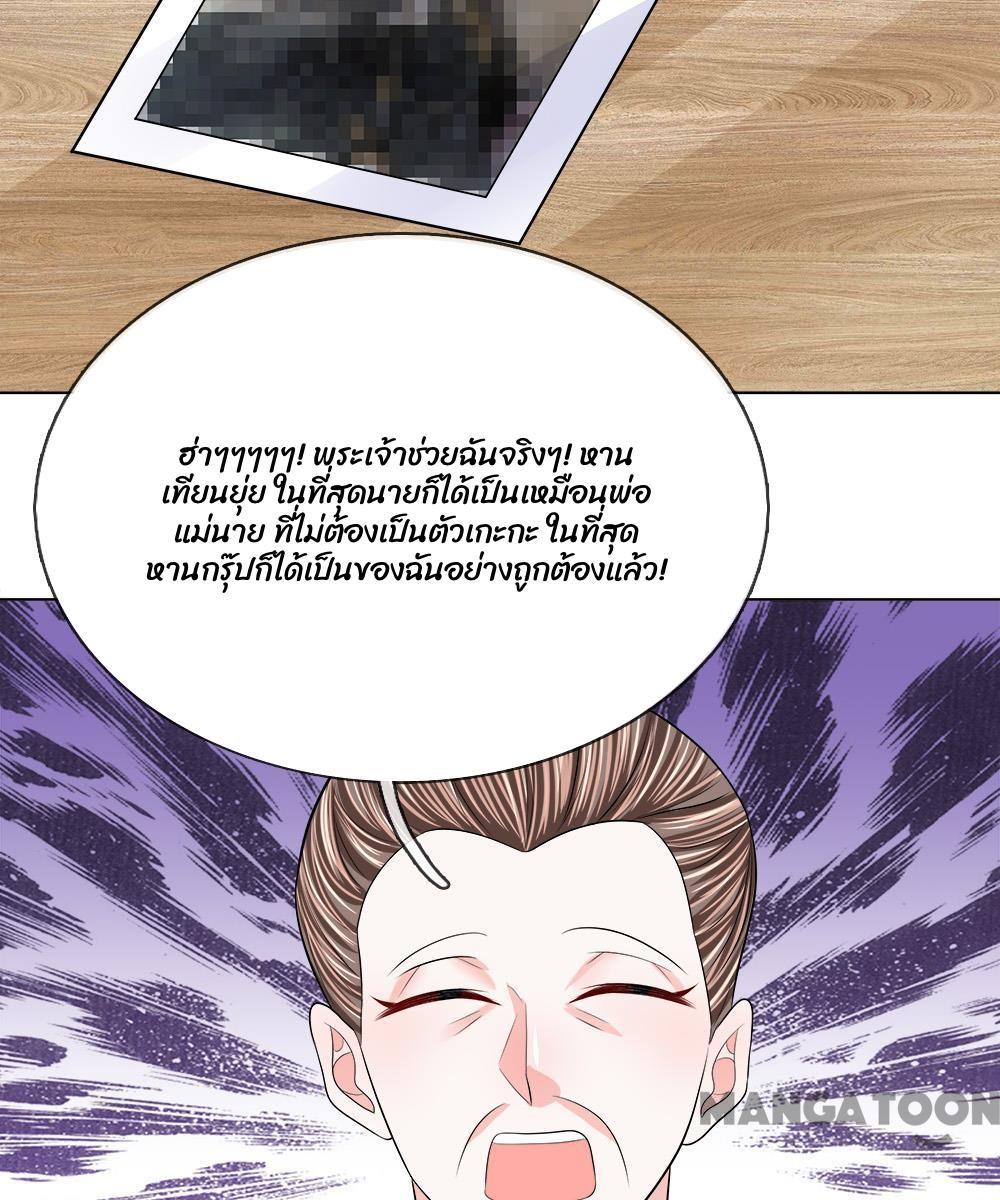 ฮ่าๆๆๆๆๆ! พระเจ้าช่วยฉันจริงๆ! หาน
เทียนยุ่ย ในที่สุดนายก็ได้เป็นเหมือนพ่อ
แม่นาย ที่ไม่ต้องเป็นตัวเกะกะ ในที่สุด
หานกรุ๊ปก็ได้เป็นของฉันอย่างถูกต้องแล้ว!
MANGATOON